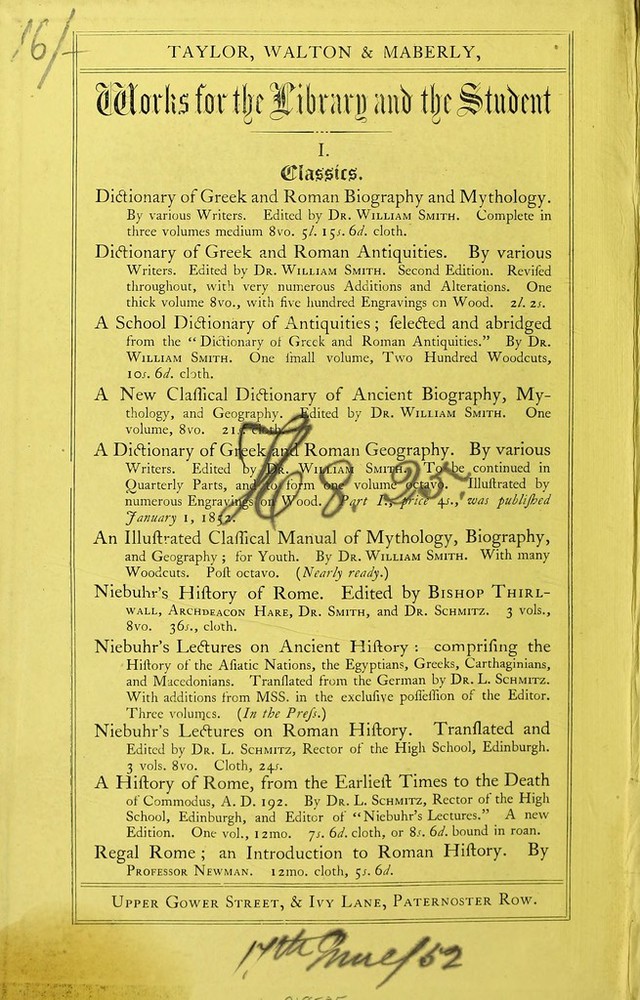 16/-
TAYLOR, WALTON & MABERLY,
Works for the Library and the Student
I.
Classics.
Dictionary of Greek and Roman Biography and Mythology.
By various Writers. Edited by DR. WILLIAM SMITH. Complete in
three volumes medium 8vo. 5l. 15s. 6d. cloth.
Dictionary of Greek and Roman Antiquities. By various
Writers. Edited by DR. WILLIAM SMITH. Second Edition. Reviſed
throughout, with very numerous Additions and Alterations. One
thick volume 8vo., with five hundred Engravings on Wood. 2l. 2s.
A School Dictionary of Antiquities; ſelected and abridged
from the "Dictionary of Greek and Roman Antiquities." By DR.
WILLIAM SMITH. One ſmall volume, Two Hundred Woodcuts,
10s. 6d. cloth.
A New Claſſical Dictionary of Ancient Biography, My-
thology, and Geography. Edited by DR. WILLIAM SMITH. One
volume, 8vo. 21s. cloth.
A Dictionary of Greek and Roman Geography. By various
Writers. Edited by DR. WILLIAM SMITH. To be continued in
Quarterly Parts, and to form one volume octavo. Illuſtrated by
numerous Engravings on Wood. Part I., price 4s., was publiſhed
January 1, 1852.
8. 25.
An Illuſtrated Claſſical Manual of Mythology, Biography,
and Geography; for Youth. By DR. WILLIAM SMITH. With many
Woodcuts. Poſt octavo. (Nearly ready.)
Niebuhr's Hiſtory of Rome. Edited by BISHOP THIRL-
WALL, ARCHDEACON HARE, DR. SMITH, and DR. SCHMITZ. 3 vols.,
8vo. 36s., cloth.
Niebuhr's Lectures on Ancient Hiſtory: compriſing the
Hiſtory of the Aſiatic Nations, the Egyptians, Greeks, Carthaginians,
and Macedonians. Tranſlated from the German by DR. L. SCHMITZ.
With additions from MSS. in the excluſive poſſeſſion of the Editor.
Three volumes. (In the Preſs.)
Niebuhr's Lectures on Roman Hiſtory. Tranſlated and
Edited by DR. L. SCHMITZ, Rector of the High School, Edinburgh.
3 vols. 8vo. Cloth, 24s.
A Hiſtory of Rome, from the Earlieſt Times to the Death
of Commodus, A. D. 192. By DR. L. SCHMITZ, Rector of the High
School, Edinburgh, and Editor of "Niebuhr's Lectures." A new
Edition. One vol., 12mo. 7s. 6d. cloth, or 8s. 6d. bound in roan.
Regal Rome; an Introduction to Roman Hiſtory. By
PROFESSOR NEWMAN. 12mo. cloth, 5s. 6d.
UPPER GOWER STREET, & IVY LANE, PATERNOSTER ROW.
17th June/52